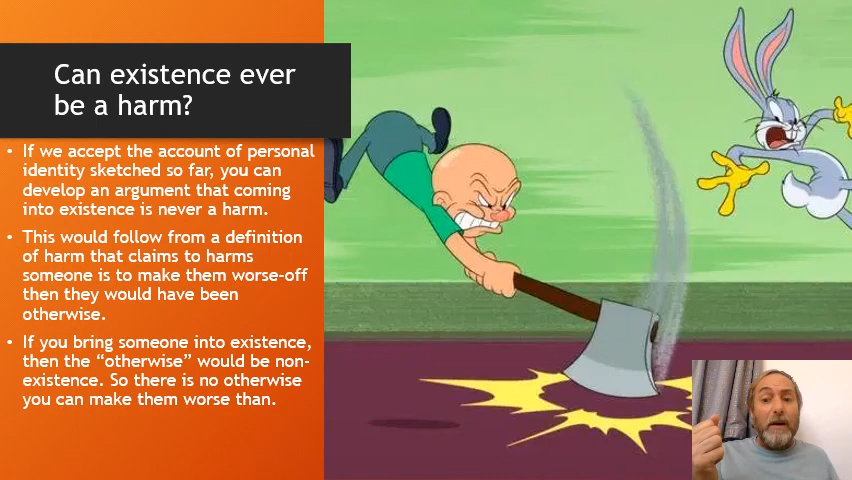 Can existence ever
be a harm?
• If we accept the account of personal
identity sketched so far, you can
develop an argument that coming
into existence is never a harm.
• This would follow from a definition
of harm that claims to harms
someone is to make them worse-off
then they would have been
otherwise.
• If you bring someone into existence,
then the “otherwise” would be non-
existence. So there is no otherwise
you can make them worse than.